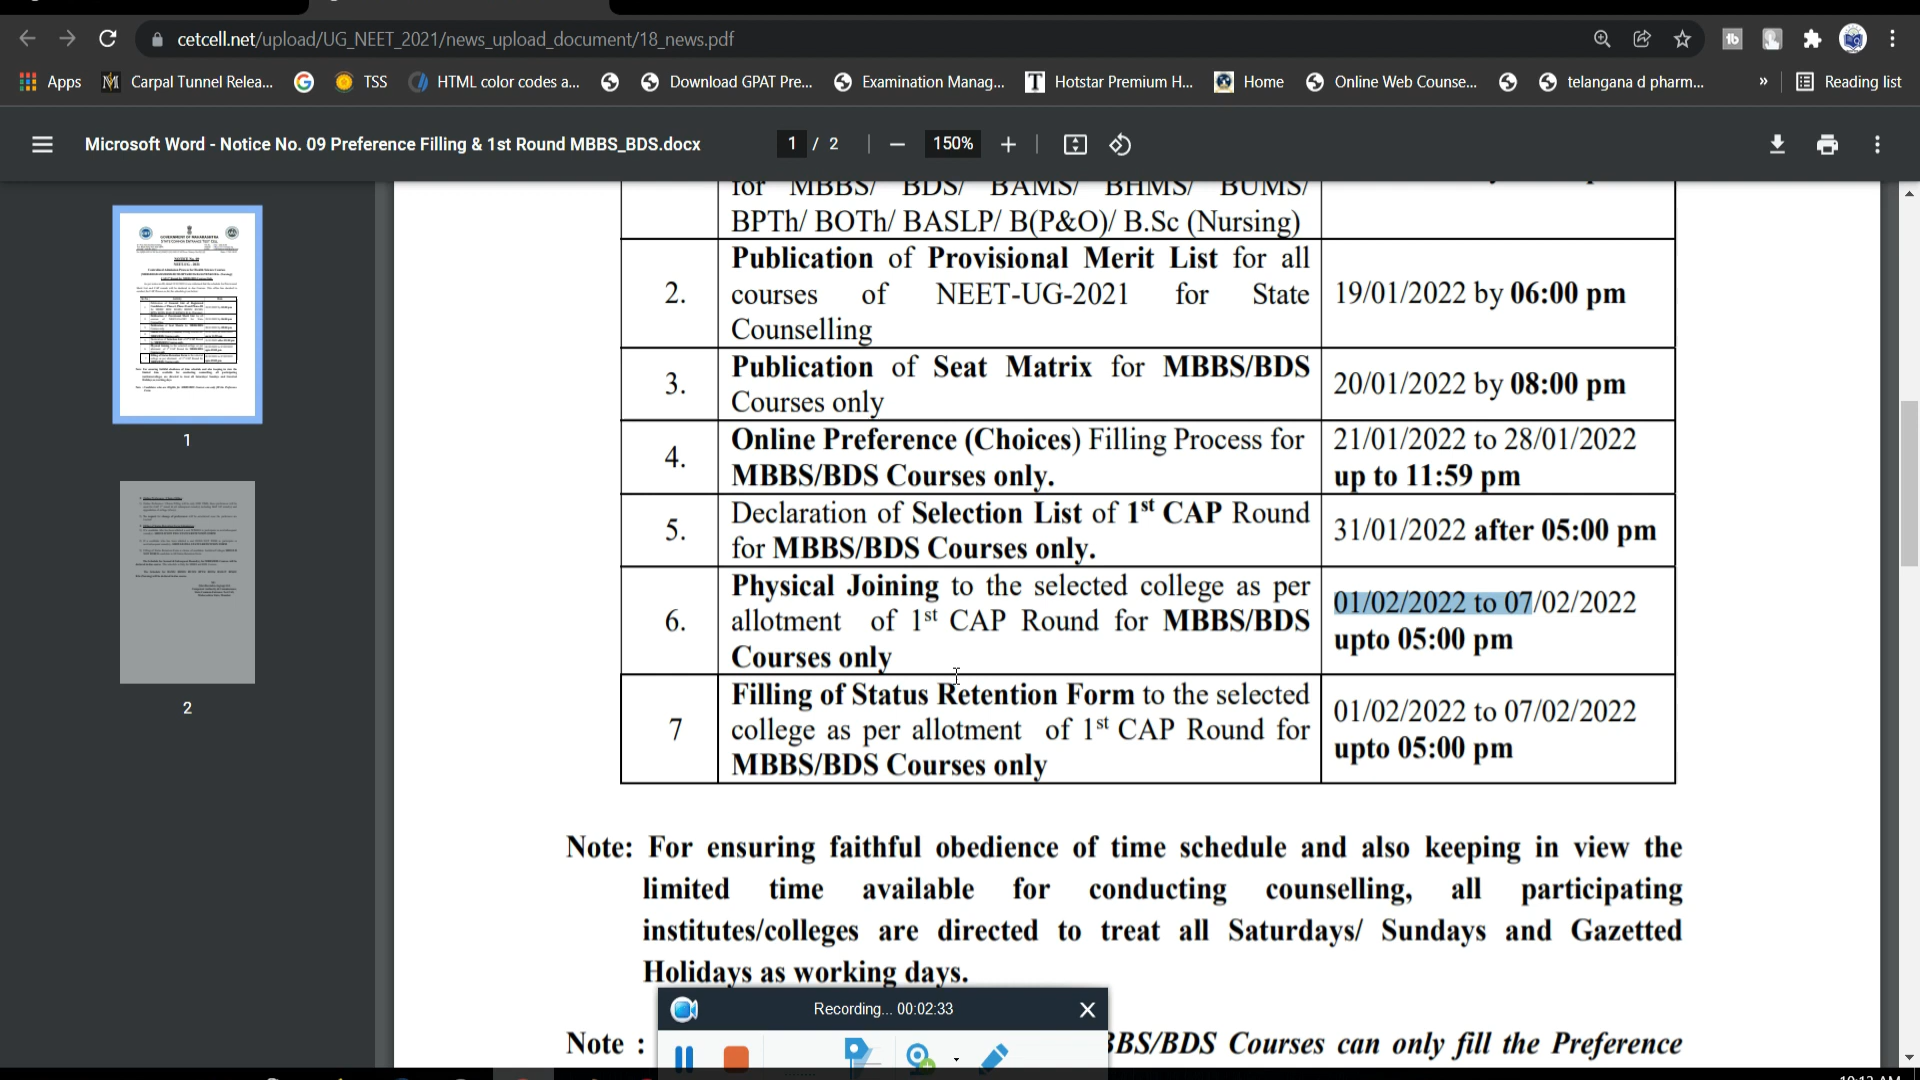 cetcell.net/upload/UG_NEET_2021/news_upload_document/18_news.pdf
Apps
Carpal Tunnel Relea...
TSS
HTML color codes a...
Download GPAT Pre...
Examination Manag...
Hotstar Premium H...
Home
Online Web Counse...
telangana d pharm...
»
Reading list
Microsoft Word - Notice No. 09 Preference Filling & 1st Round MBBS_BDS.docx
1 / 2
150%
for MBBS/ BDS/ BAMS/ BHMS/ BUMS/
BPTh/ BOTh/ BASLP/ B(P&O)/ B.Sc (Nursing)
2.
Publication of Provisional Merit List for all
courses of NEET-UG-2021 for State
Counselling
19/01/2022 by 06:00 pm
3.
Publication of Seat Matrix for MBBS/BDS
Courses only
20/01/2022 by 08:00 pm
4.
Online Preference (Choices) Filling Process for
MBBS/BDS Courses only.
21/01/2022 to 28/01/2022
up to 11:59 pm
5.
Declaration of Selection List of 1st CAP Round
for MBBS/BDS Courses only.
31/01/2022 after 05:00 pm
6.
Physical Joining to the selected college as per
allotment of 1st CAP Round for MBBS/BDS
Courses only
01/02/2022 to 07/02/2022
upto 05:00 pm
7
Filling of Status Retention Form to the selected
college as per allotment of 1st CAP Round for
MBBS/BDS Courses only
01/02/2022 to 07/02/2022
upto 05:00 pm
Note: For ensuring faithful obedience of time schedule and also keeping in view the
limited time available for conducting counselling, all participating
institutes/colleges are directed to treat all Saturdays/ Sundays and Gazetted
Holidays as working days.
Note :
BS/BDS Courses can only fill the Preference
Recording... 00:02:33
1
2